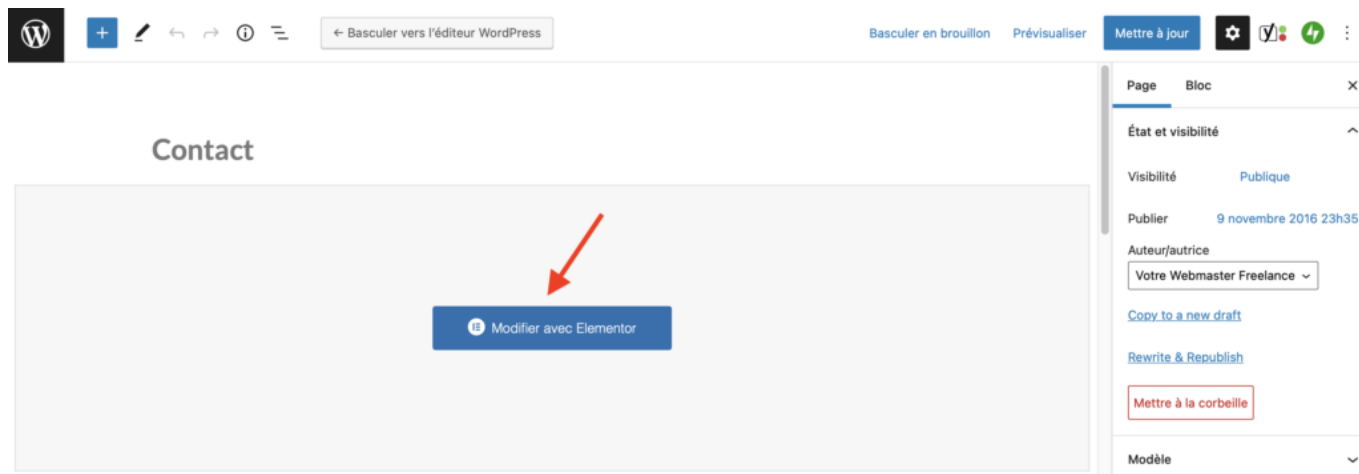 ← Basculer vers l'éditeur WordPress
Basculer en brouillon
Prévisualiser
Mettre à jour
Page
Bloc
État et visibilité
Contact
Visibilité
Publique
Publier
9 novembre 2016 23h35
Auteur/autrice
Votre Webmaster Freelance
Modifier avec Elementor
Copy to a new draft
Rewrite & Republish
Mettre à la corbeille
Modèle